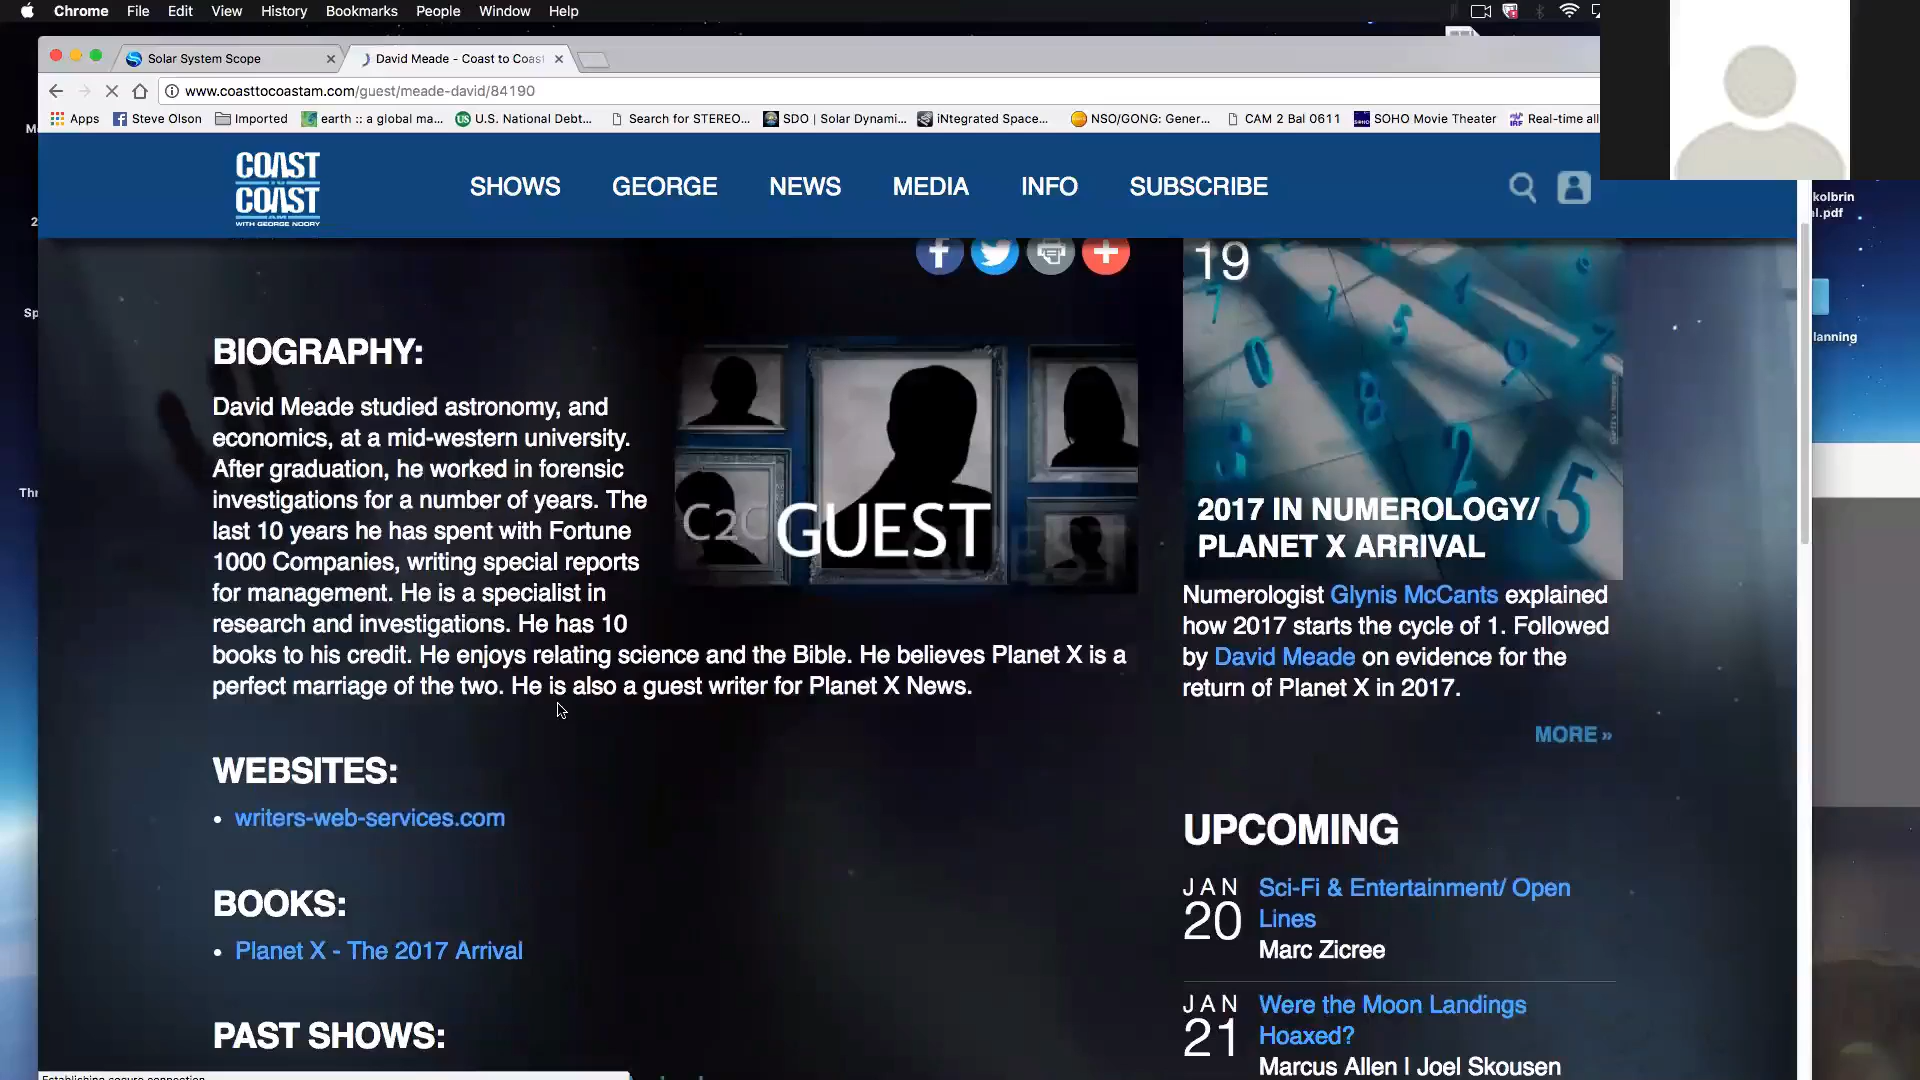 Chrome File Edit View History Bookmarks People Window Help
Solar System Scope
David Meade - Coast to Coast
www.coasttocoastam.com/guest/meade-david/84190
Apps Steve Olson Imported earth :: a global ma... U.S. National Debt... Search for STEREO... SDO | Solar Dynami... iNtegrated Space... NSO/GONG: Gener... CAM 2 Bal 0611 SOHO Movie Theater Real-time all
COAST
TO
COAST
AM
WITH GEORGE NOORY
SHOWS GEORGE NEWS MEDIA INFO SUBSCRIBE
kolbrin
al.pdf
lanning
BIOGRAPHY:
David Meade studied astronomy, and
economics, at a mid-western university.
After graduation, he worked in forensic
investigations for a number of years. The
last 10 years he has spent with Fortune
1000 Companies, writing special reports
for management. He is a specialist in
research and investigations. He has 10
books to his credit. He enjoys relating science and the Bible. He believes Planet X is a
perfect marriage of the two. He is also a guest writer for Planet X News.
C2C GUEST
WEBSITES:
• writers-web-services.com
BOOKS:
• Planet X - The 2017 Arrival
PAST SHOWS:
19
2017 IN NUMEROLOGY/
PLANET X ARRIVAL
Numerologist Glynis McCants explained
how 2017 starts the cycle of 1. Followed
by David Meade on evidence for the
return of Planet X in 2017.
MORE »
UPCOMING
JAN
20
Sci-Fi & Entertainment/ Open
Lines
Marc Zicree
JAN
21
Were the Moon Landings
Hoaxed?
Marcus Allen | Joel Skousen